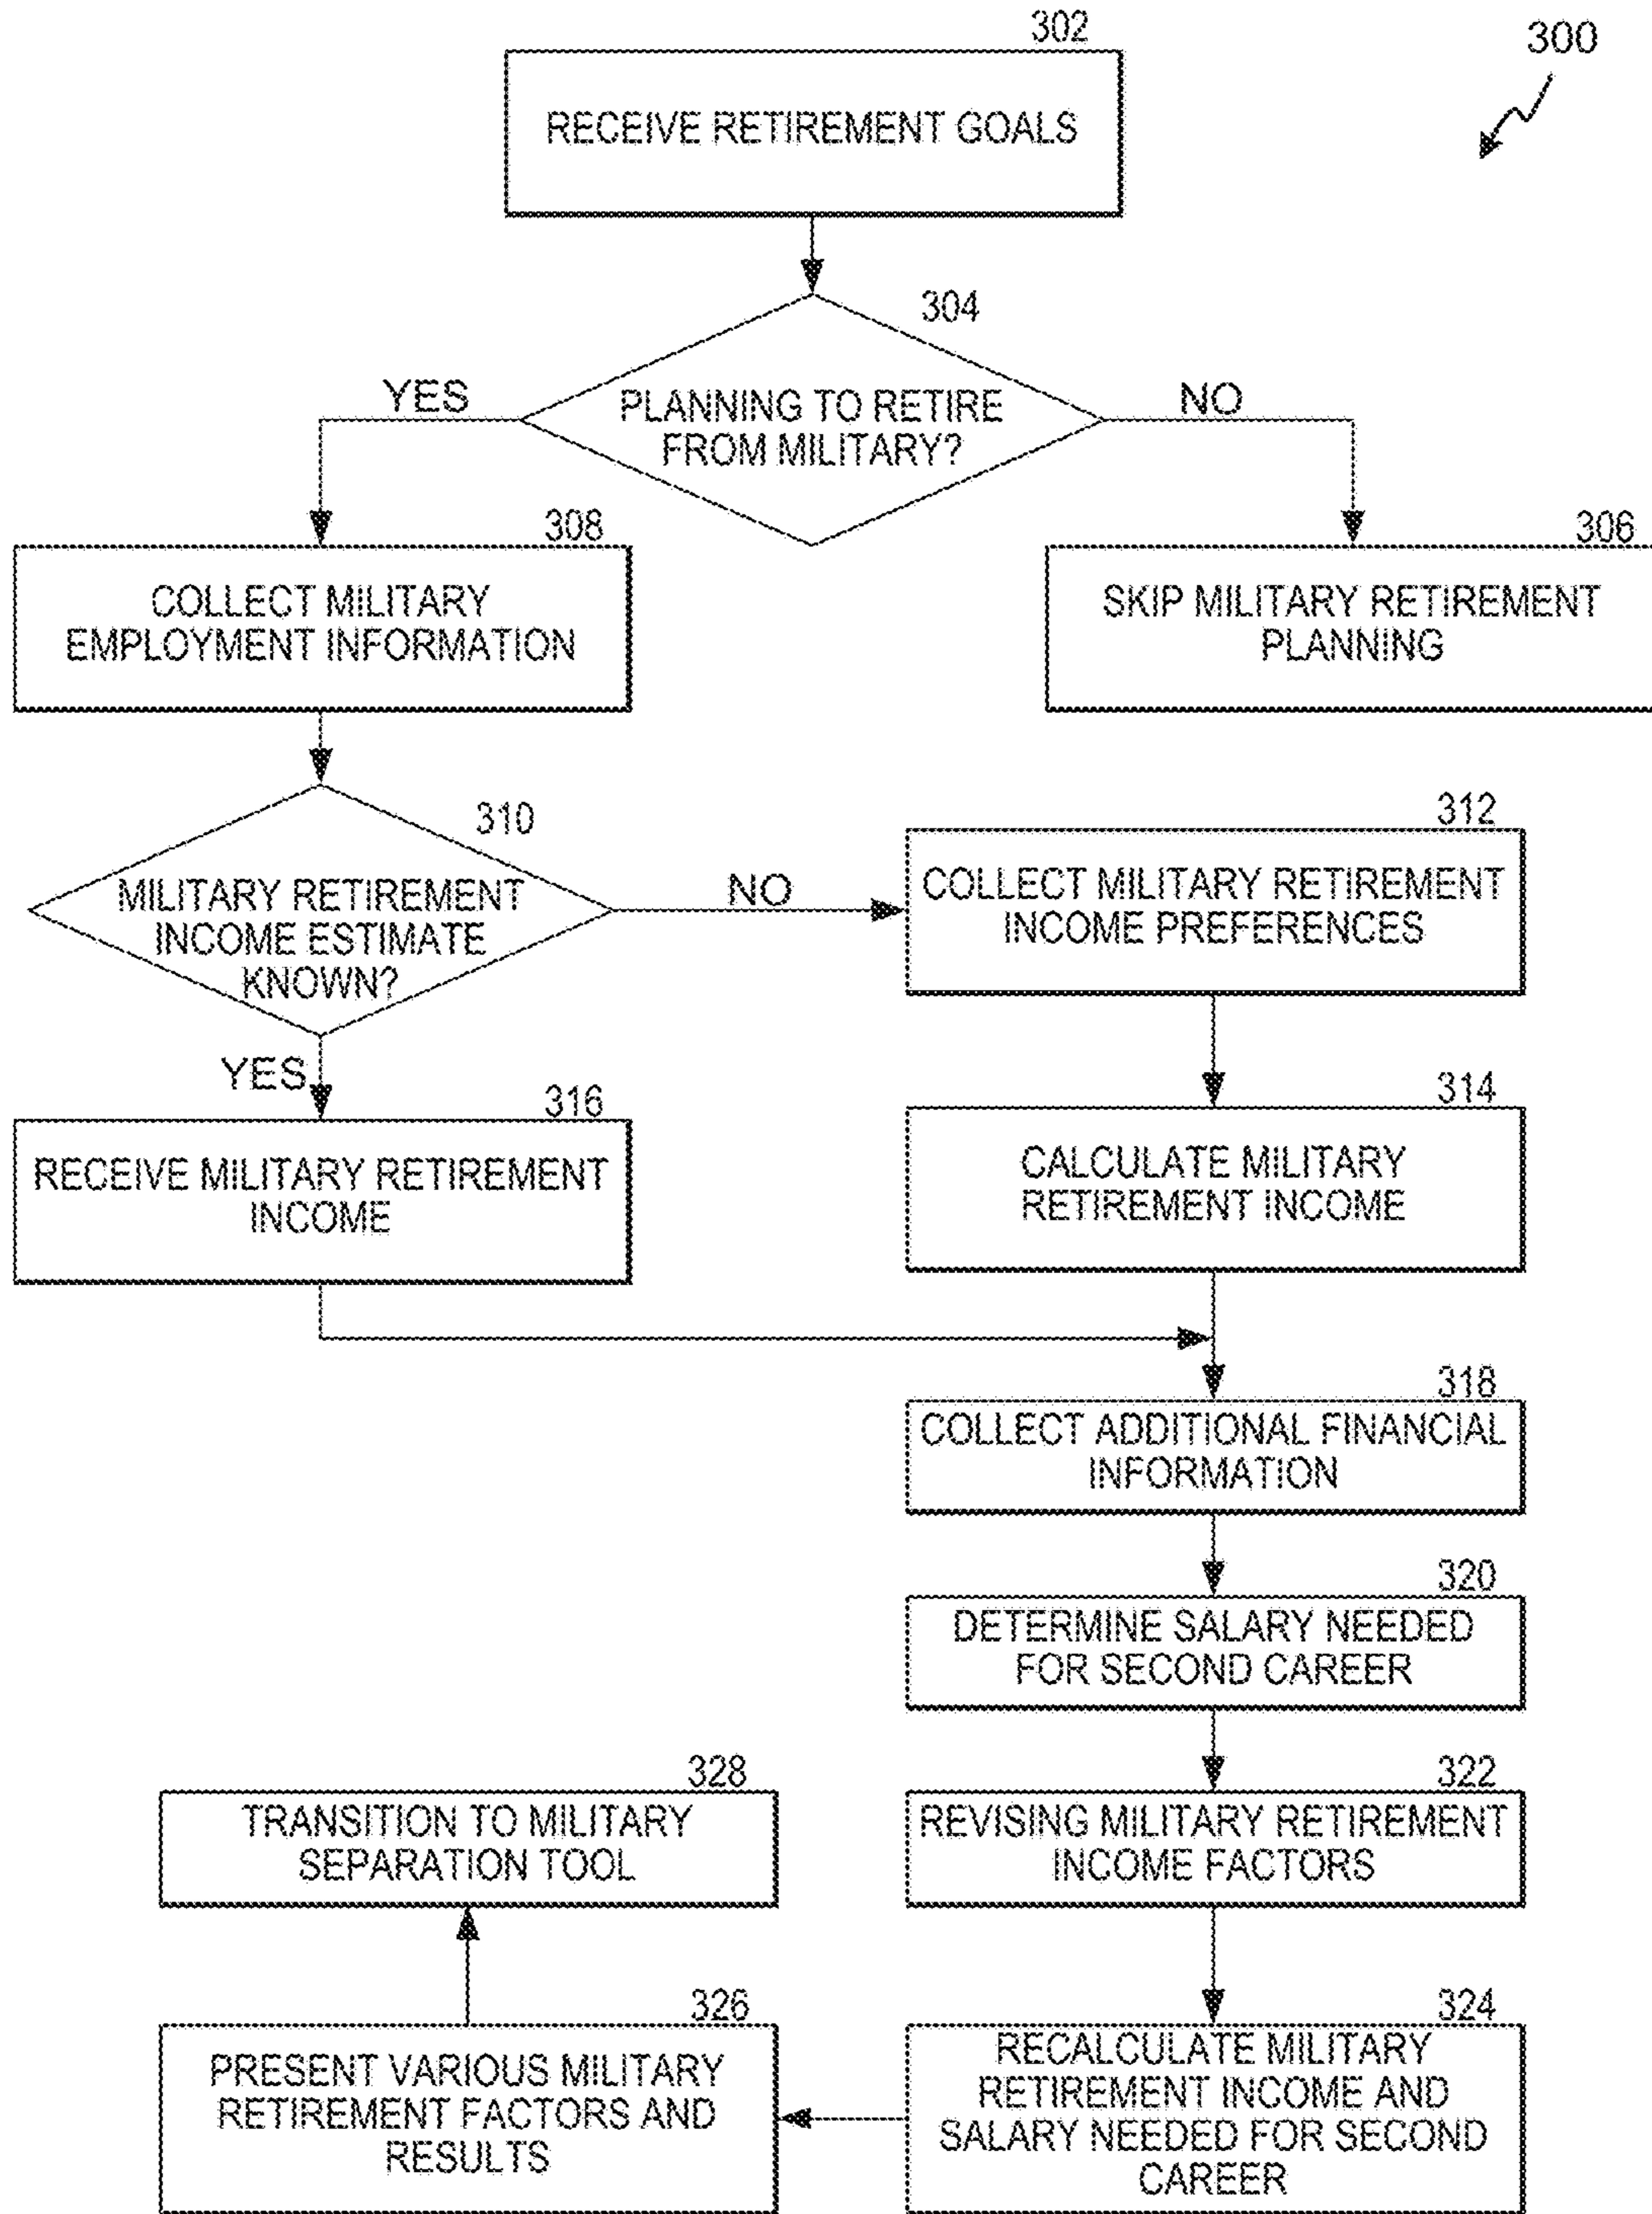 302
300
RECEIVE RETIREMENT GOALS
304
YES
PLANNING TO RETIRE
FROM MILITARY?
NO
308
306
COLLECT MILITARY
EMPLOYMENT INFORMATION
SKIP MILITARY RETIREMENT
PLANNING
310
312
MILITARY RETIREMENT
INCOME ESTIMATE
KNOWN?
NO
COLLECT MILITARY RETIREMENT
INCOME PREFERENCES
YES
316
314
RECEIVE MILITARY RETIREMENT
INCOME
CALCULATE MILITARY
RETIREMENT INCOME
318
COLLECT ADDITIONAL FINANCIAL
INFORMATION
320
DETERMINE SALARY NEEDED
FOR SECOND CAREER
328
322
TRANSITION TO MILITARY
SEPARATION TOOL
REVISING MILITARY RETIREMENT
INCOME FACTORS
326
324
PRESENT VARIOUS MILITARY
RETIREMENT FACTORS AND
RESULTS
RECALCULATE MILITARY
RETIREMENT INCOME AND
SALARY NEEDED FOR SECOND
CAREER